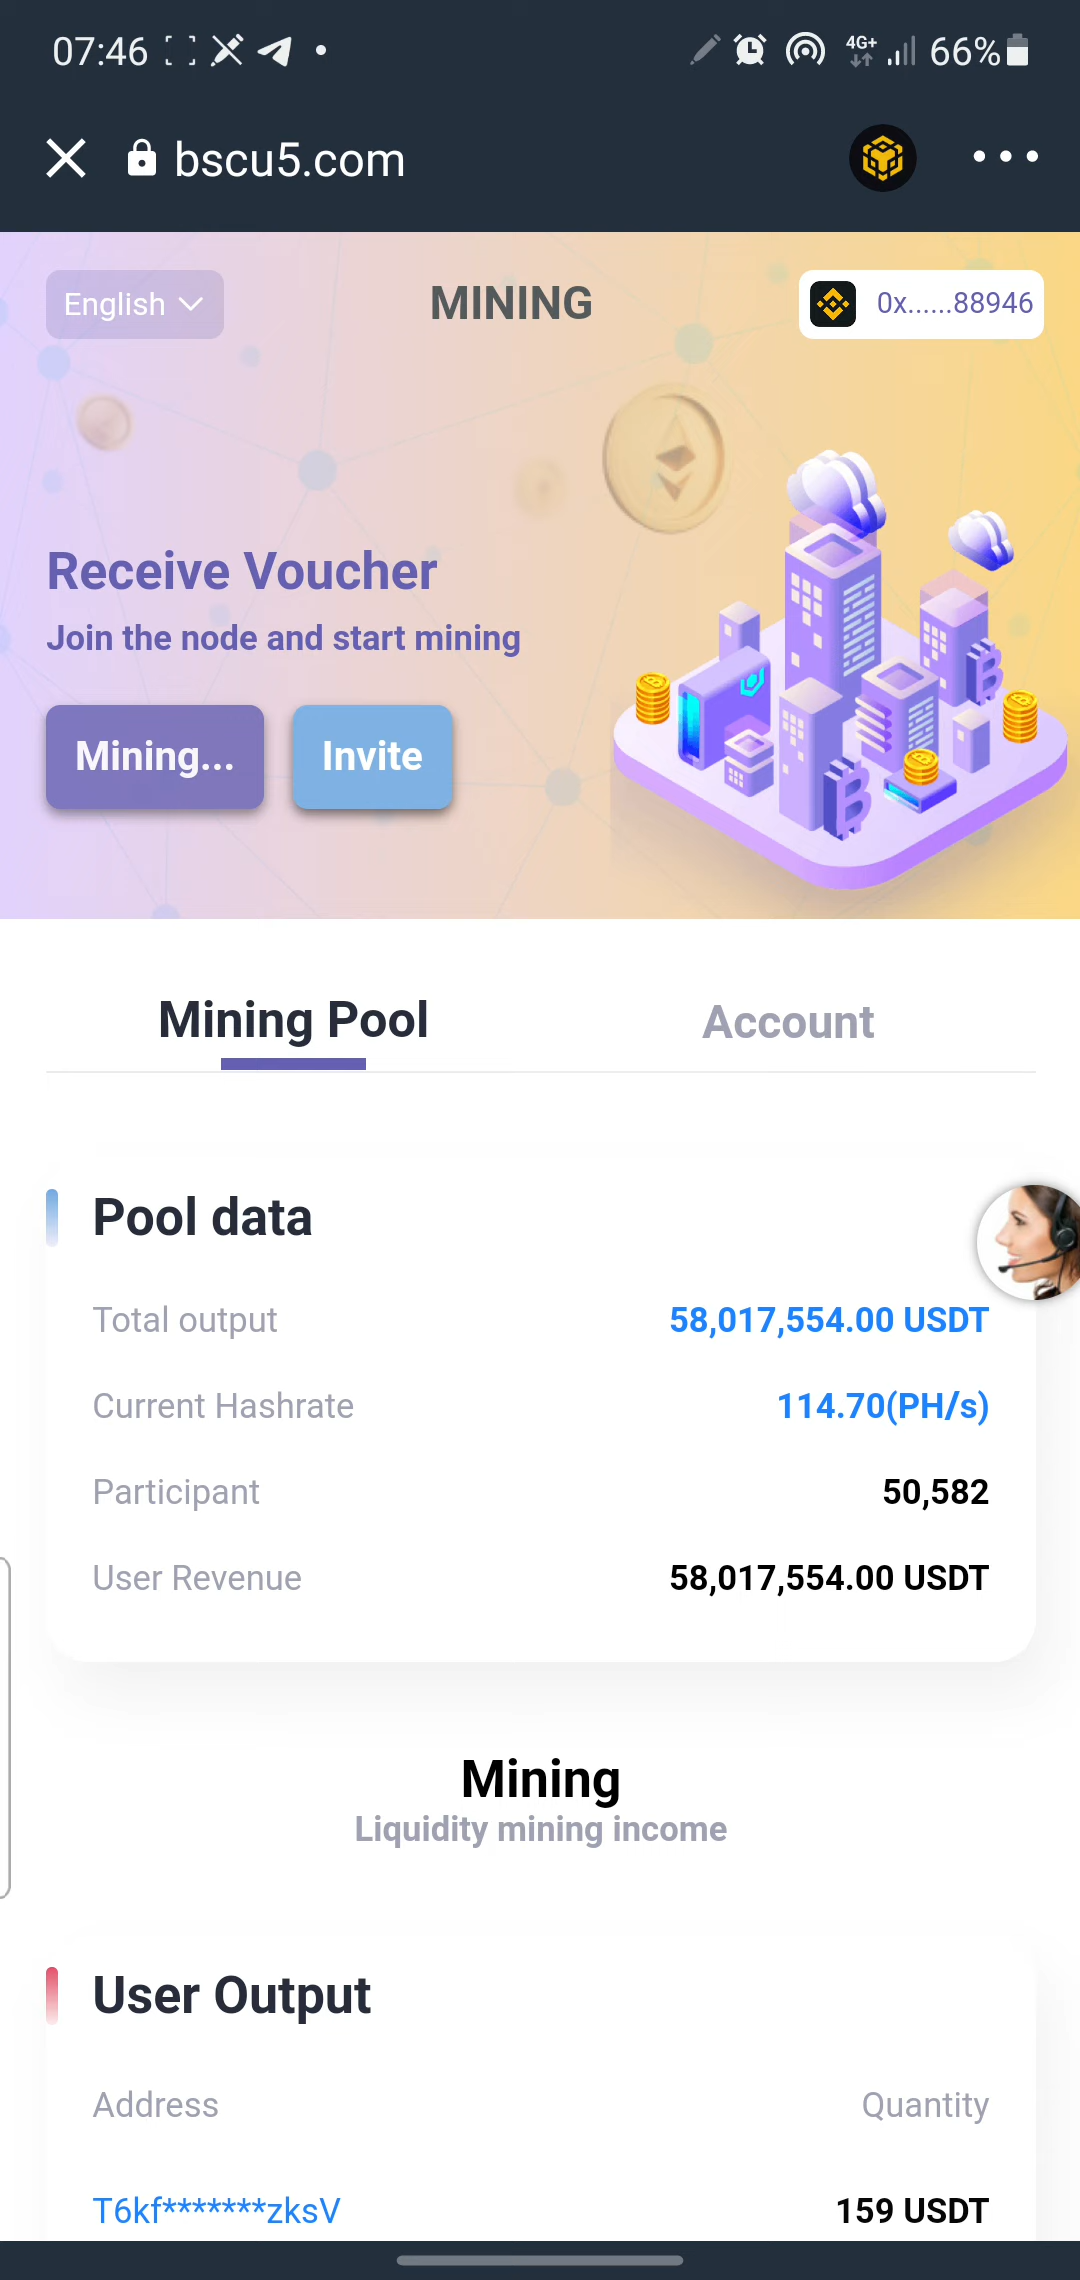 07:46
4G+
66%
bscu5.com
English
MINING
0x......88946
Receive Voucher
Join the node and start mining
Mining...
Invite
Mining Pool
Account
Pool data
Total output
58,017,554.00 USDT
Current Hashrate
114.70(PH/s)
Participant
50,582
User Revenue
58,017,554.00 USDT
Mining
Liquidity mining income
User Output
Address
Quantity
T6kf*******zksV
159 USDT